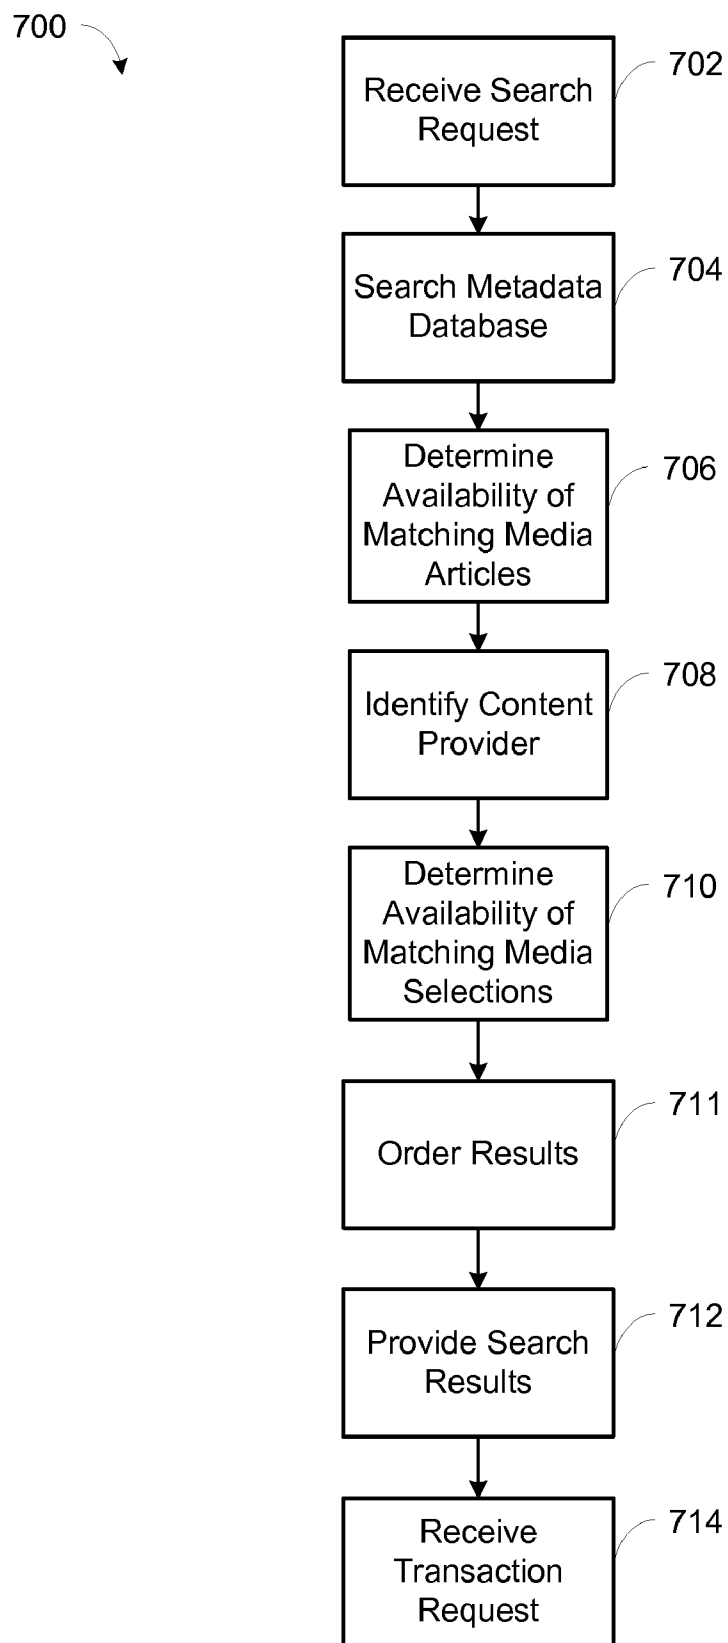 700
702
Receive Search
Request
704
Search Metadata
Database
706
Determine
Availability of
Matching Media
Articles
708
Identify Content
Provider
710
Determine
Availability of
Matching Media
Selections
711
Order Results
712
Provide Search
Results
714
Receive
Transaction
Request